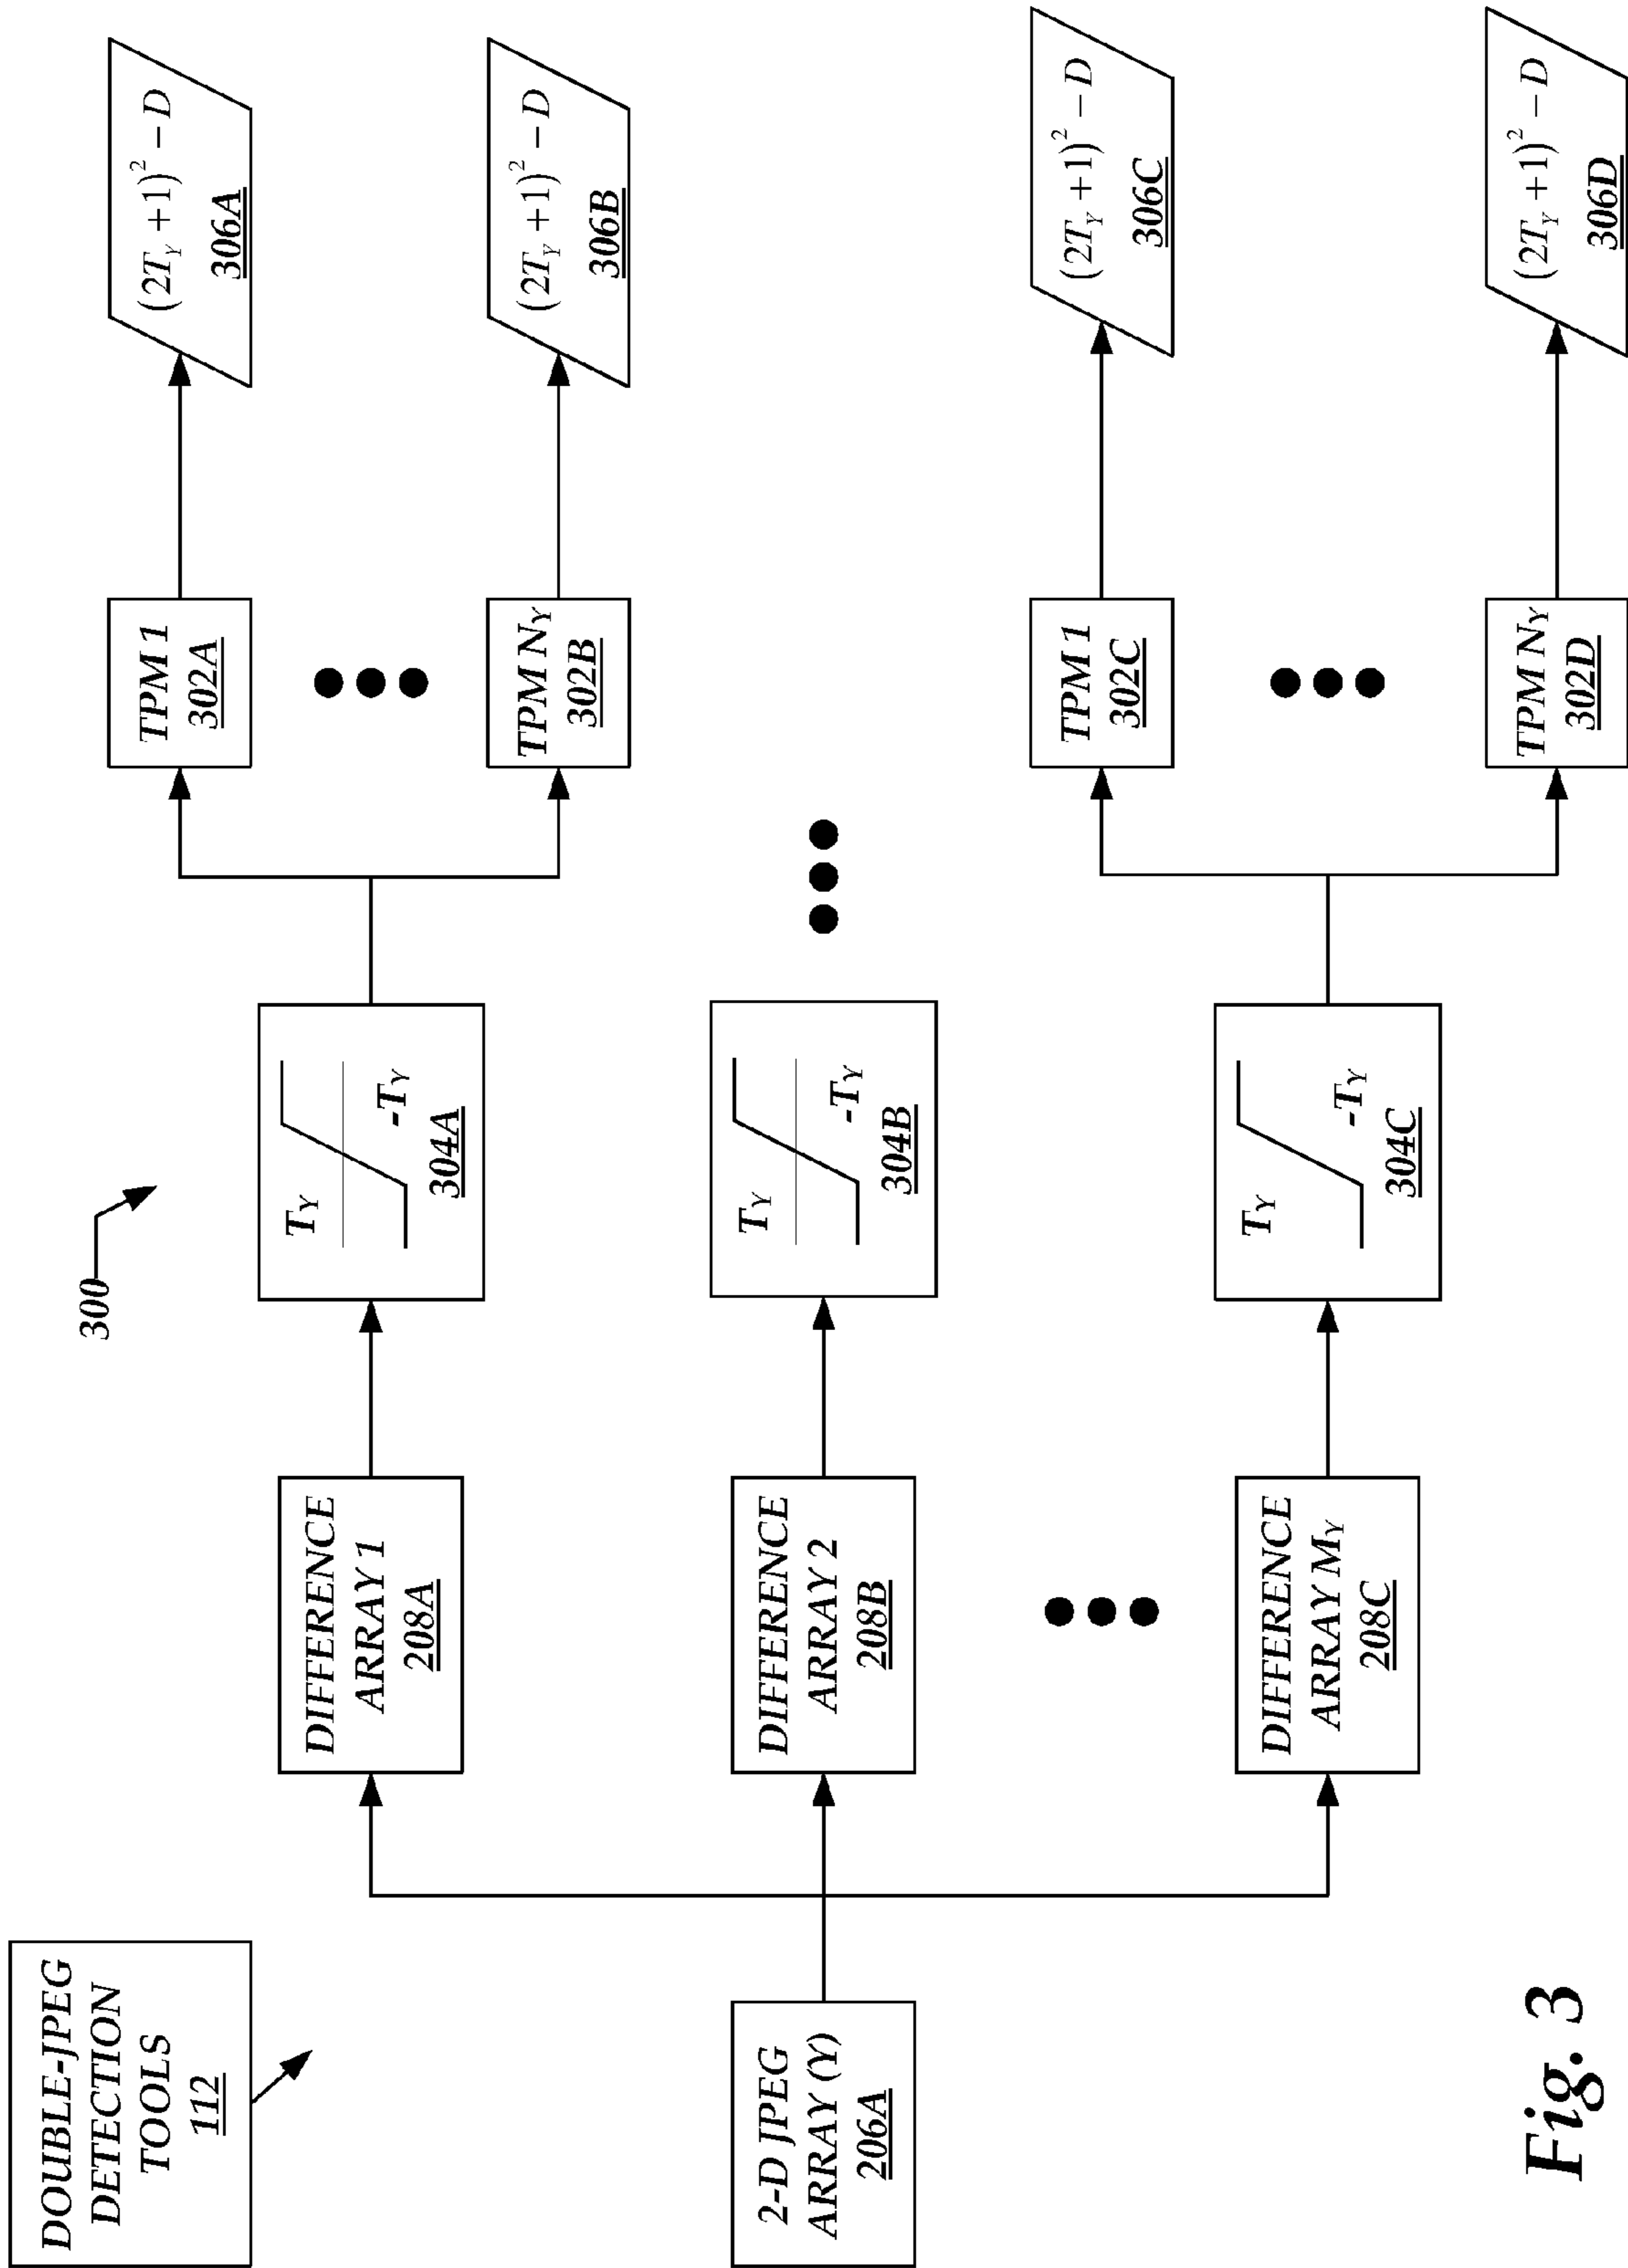 300
DOUBLE-JPEG
DETECTION
TOOLS
112
2-D JPEG
ARRAY (Y)
206A
DIFFERENCE
ARRAY 1
208A
DIFFERENCE
ARRAY 2
208B
DIFFERENCE
ARRAY M_Y
208C
T_Y
-T_Y
304A
T_Y
-T_Y
304B
T_Y
-T_Y
304C
TPM 1
302A
TPM N_Y
302B
TPM 1
302C
TPM N_Y
302D
(2T_Y +1)² − D
306A
(2T_Y +1)² − D
306B
(2T_Y +1)² − D
306C
(2T_Y +1)² − D
306D
Fig. 3